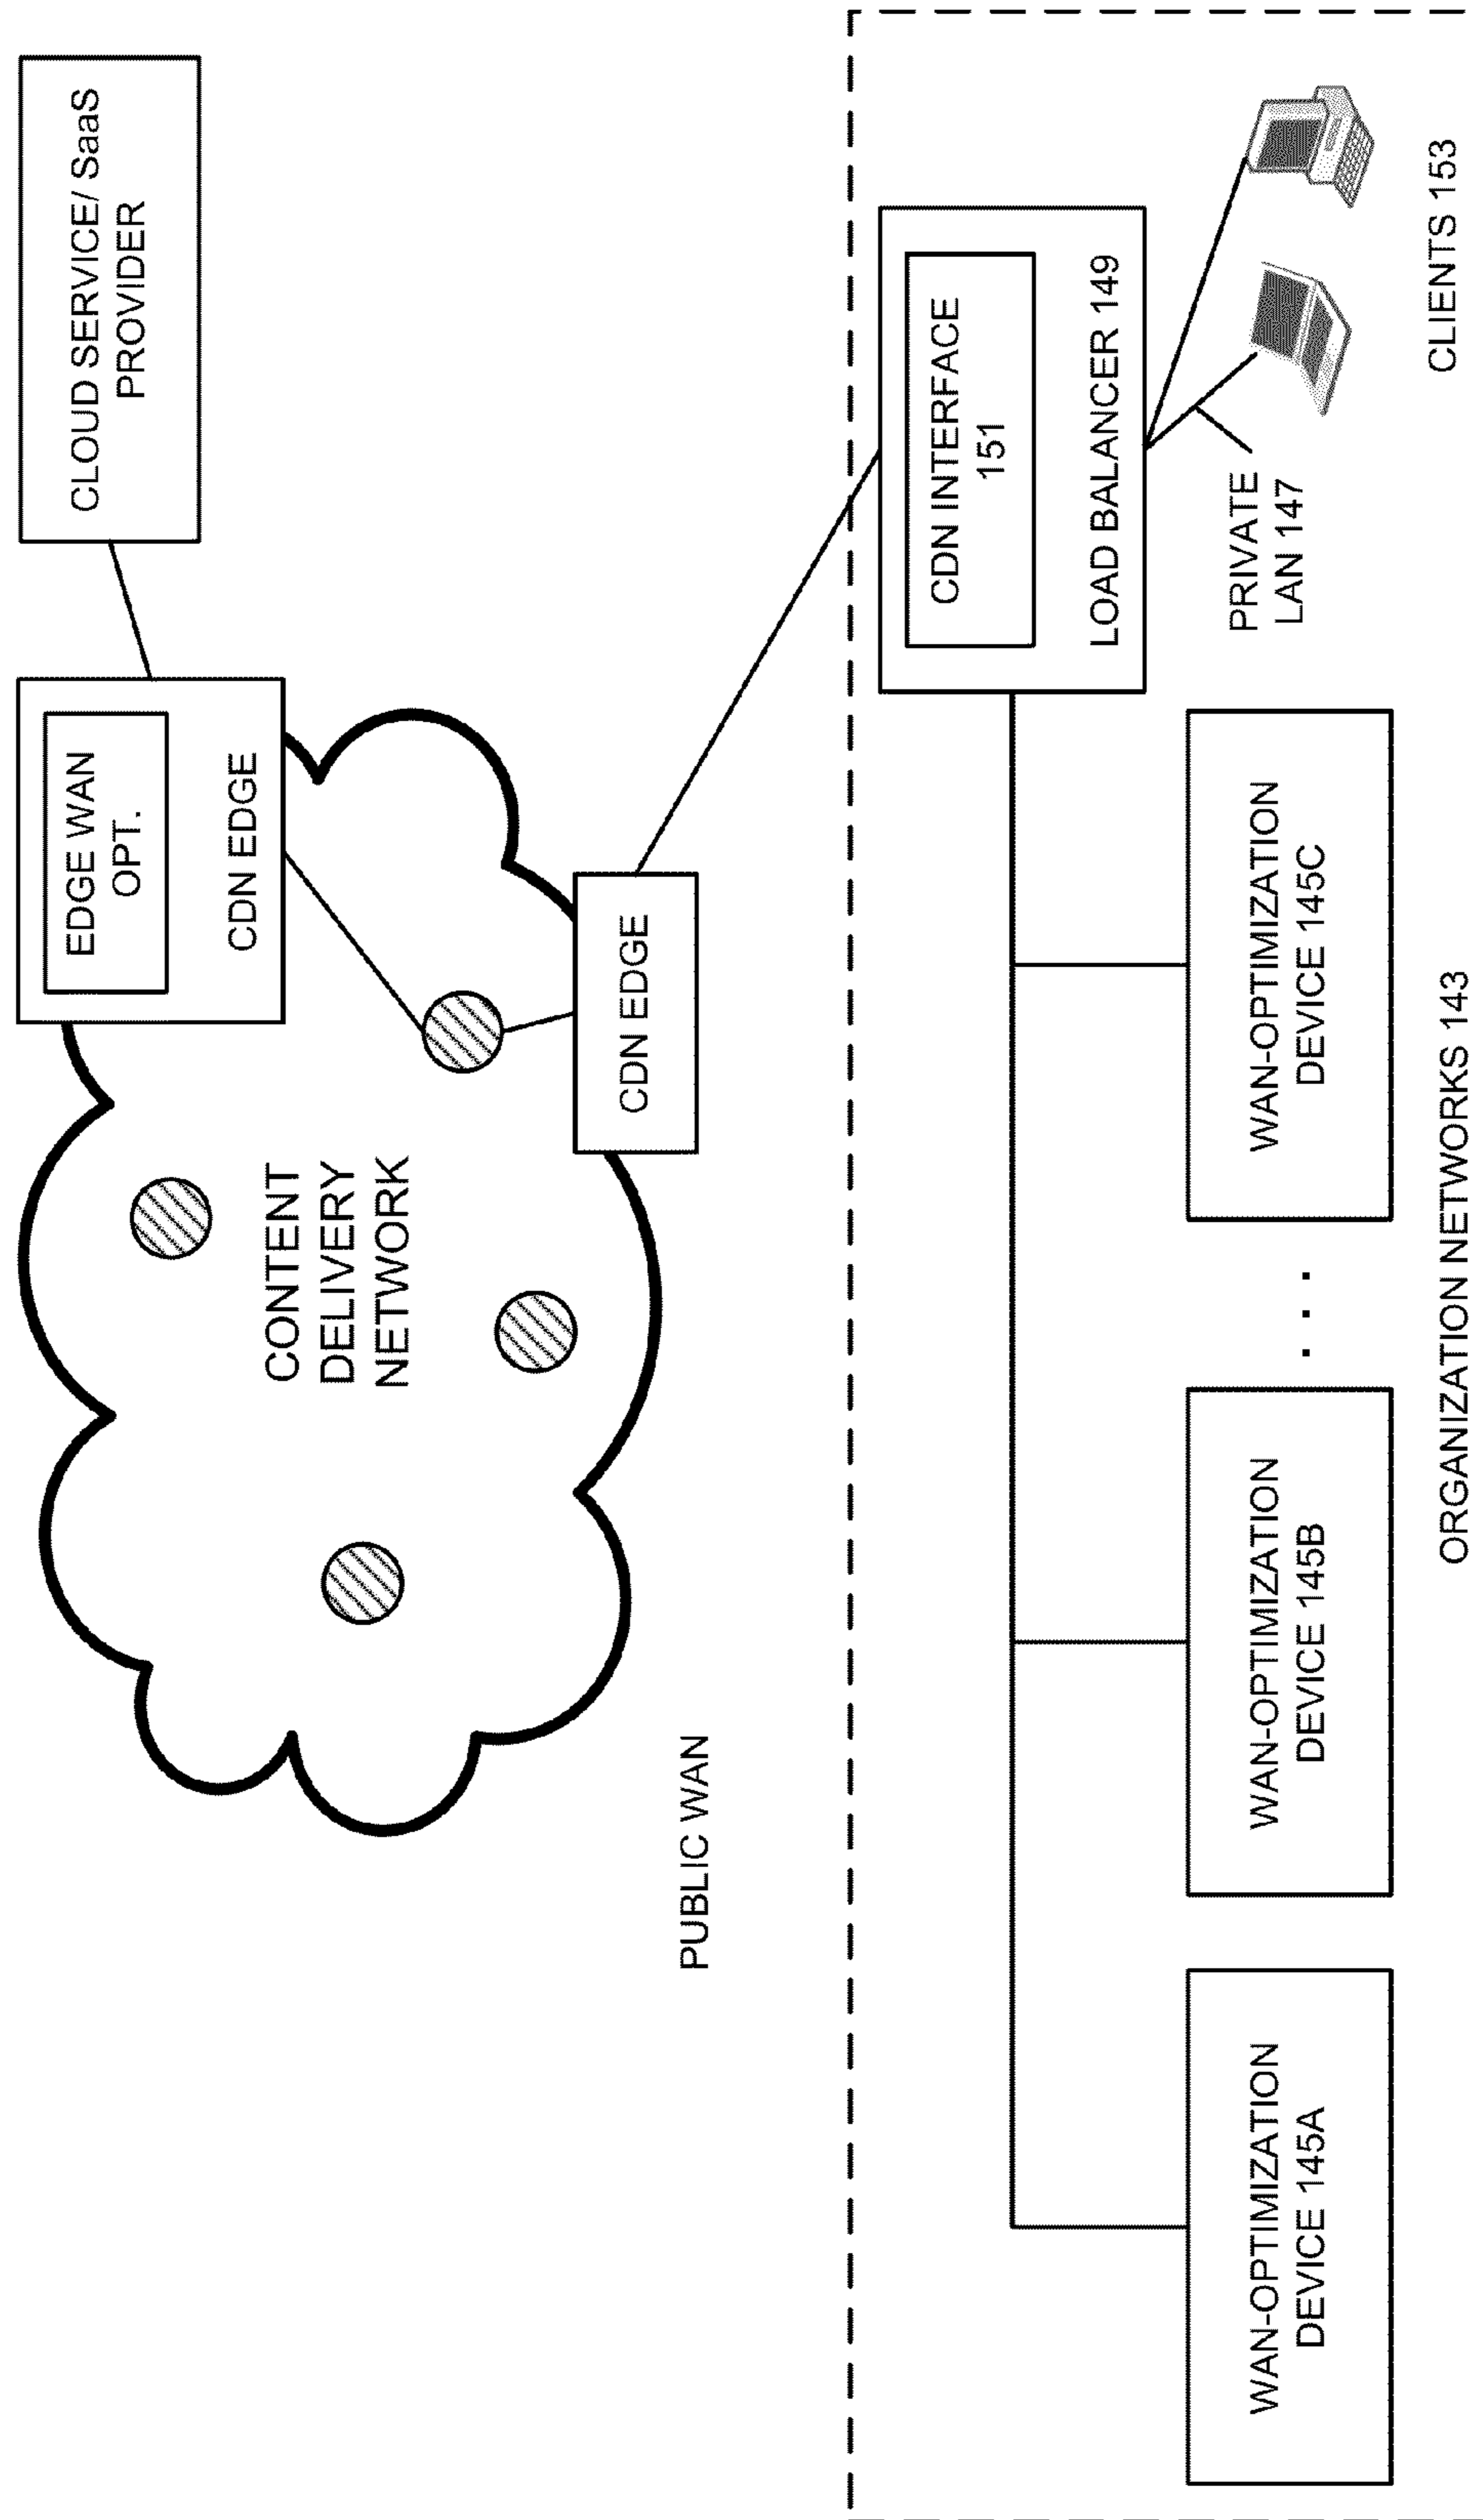 CLOUD SERVICE/ SaaS
PROVIDER
EDGE WAN
OPT.
CDN EDGE
CONTENT
DELIVERY
NETWORK
CDN EDGE
PUBLIC WAN
CDN INTERFACE
151
LOAD BALANCER 149
PRIVATE
LAN 147
CLIENTS 153
WAN-OPTIMIZATION
DEVICE 145A
WAN-OPTIMIZATION
DEVICE 145B
. . .
WAN-OPTIMIZATION
DEVICE 145C
ORGANIZATION NETWORKS 143